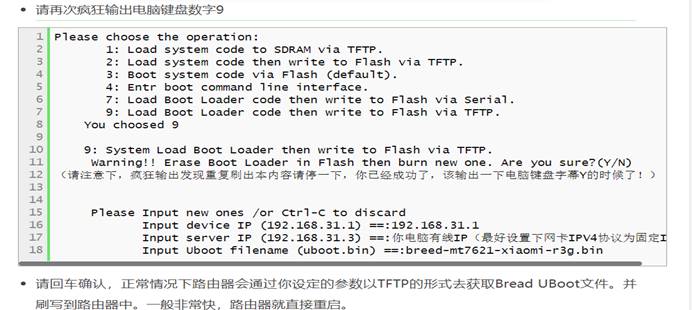 请再次疯狂输出电脑键盘数字9
1 Please choose the operation:
2 1: Load system code to SDRAM via TFTP.
3 2: Load system code then write to Flash via TFTP.
4 3: Boot system code via Flash (default).
5 4: Entr boot command line interface.
6 7: Load Boot Loader code then write to Flash via Serial.
7 9: Load Boot Loader code then write to Flash via TFTP.
8 You choosed 9
9
10 9: System Load Boot Loader then write to Flash via TFTP.
11 Warning!! Erase Boot Loader in Flash then burn new one. Are you sure?(Y/N)
12 (请注意下，疯狂输出发现重复刷出本内容请停一下，你已经成功了，该输出一下电脑键盘字幕Y的时候了！)
13
14
15 Please Input new ones /or Ctrl-C to discard
16 Input device IP (192.168.31.1) ==:192.168.31.1
17 Input server IP (192.168.31.3) ==:你电脑有线IP（最好设置下网卡IPV4协议为固定I
18 Input Uboot filename (uboot.bin) ==:breed-mt7621-xiaomi-r3g.bin
请回车确认，正常情况下路由器会通过你设定的参数以TFTP的形式去获取Bread UBoot文件。并
刷写到路由器中。一般非常快，路由器就直接重启。